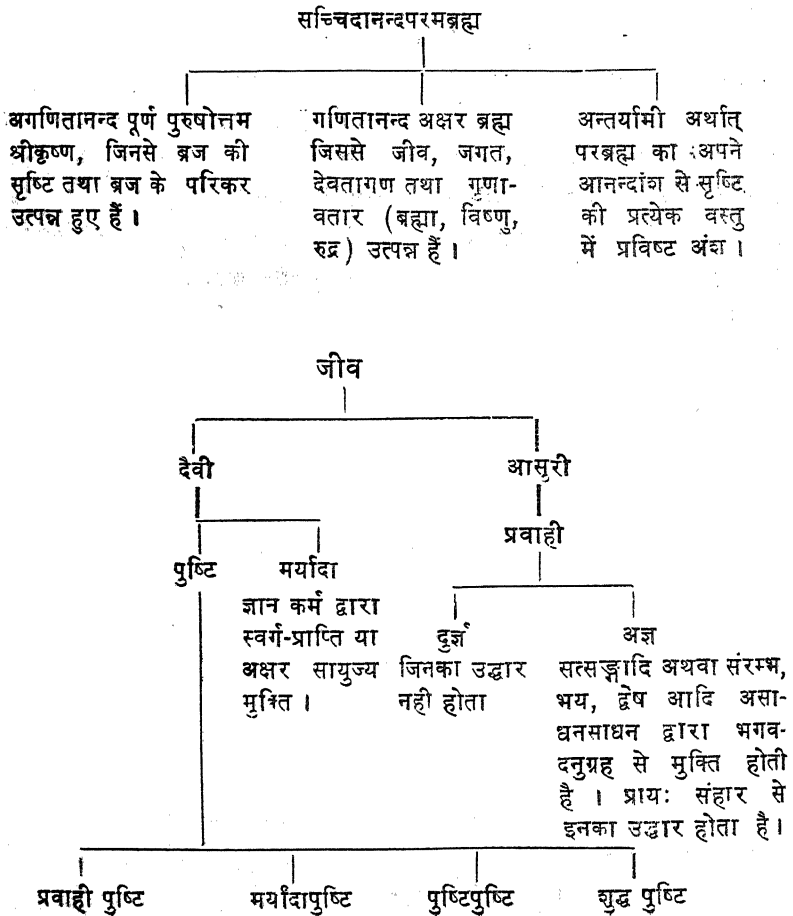 सच्चिदानन्दपरमब्रह्म
अगणितानन्द पूर्ण पुरुषोत्तम
श्रीकृष्ण, जिनसे ब्रज की
सृष्टि तथा ब्रज के परिकर
उत्पन्न हुए हैं।
गणितानन्द अक्षर ब्रह्म
जिससे जीव, जगत,
देवतागण तथा गुणा-
वतार (ब्रह्मा, विष्णु,
रुद्र) उत्पन्न हैं।
अन्तर्यामी अर्थात्
परब्रह्म का अपने
आनन्दांश से सृष्टि
की प्रत्येक वस्तु
में प्रविष्ट अंश।
जीव
दैवी
आसुरी
प्रवाही
पुष्टि
मर्यादा
ज्ञान कर्म द्वारा
स्वर्ग-प्राप्ति या
अक्षर सायुज्य
मुक्ति।
दुर्ज्ञ
जिनका उद्धार
नही होता
अज्ञ
सत्सङ्गादि अथवा संरम्भ,
भय, द्वेष आदि असा-
धनसाधन द्वारा भगव-
दनुग्रह से मुक्ति होती
है । प्रायः संहार से
इनका उद्धार होता है।
प्रवाही पुष्टि
मर्यादापुष्टि
पुष्टिपुष्टि
शुद्ध पुष्टि